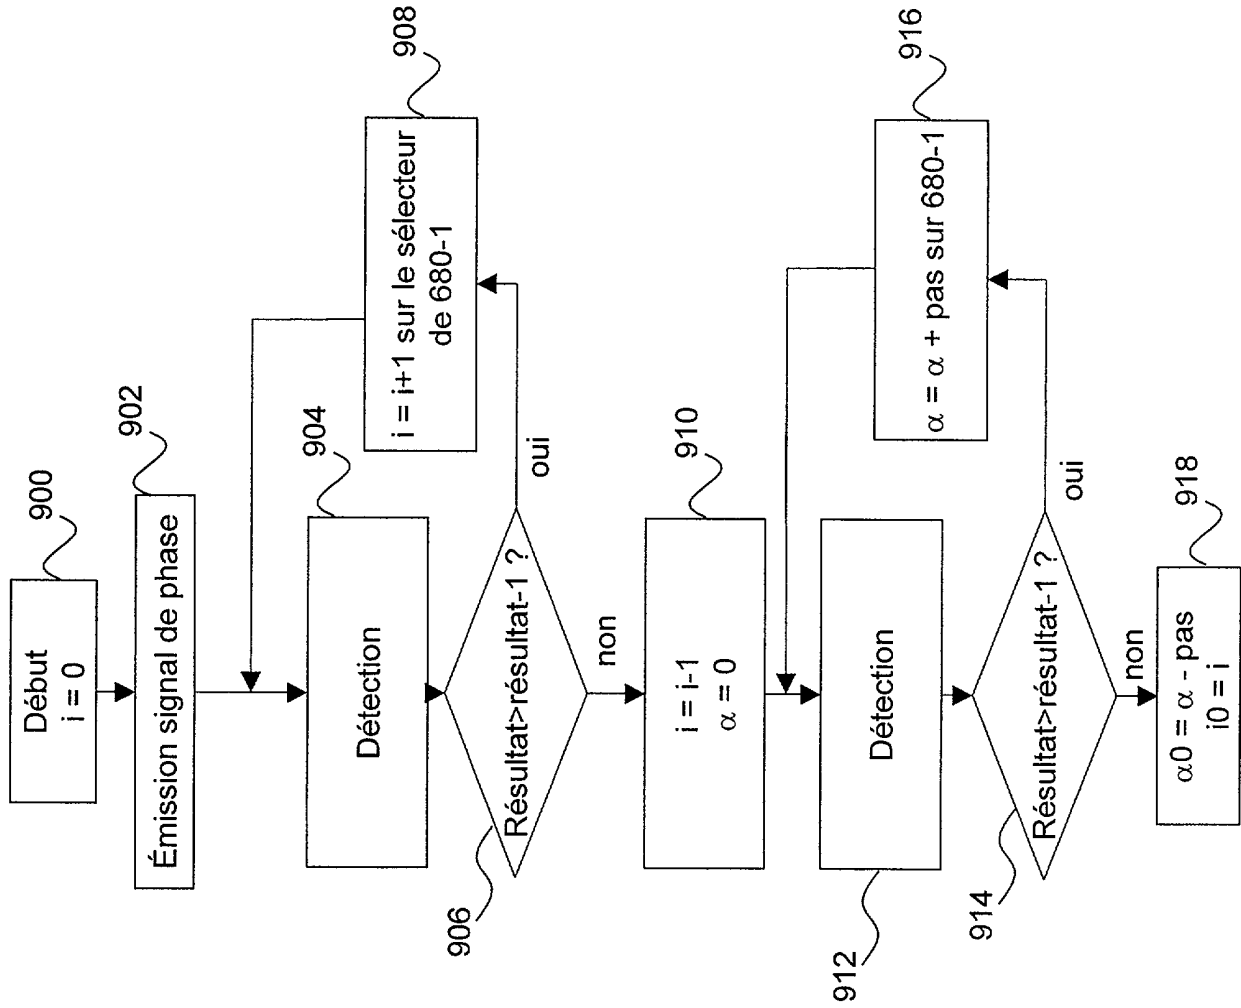 Début
i = 0
900
Émission signal de phase
902
Détection
904
Résultat>résultat-1 ?
906
oui
non
i = i+1 sur le sélecteur
de 680-1
908
i = i-1
α = 0
910
Détection
912
Résultat>résultat-1 ?
914
oui
non
α = α + pas sur 680-1
916
α0 = α - pas
i0 = i
918